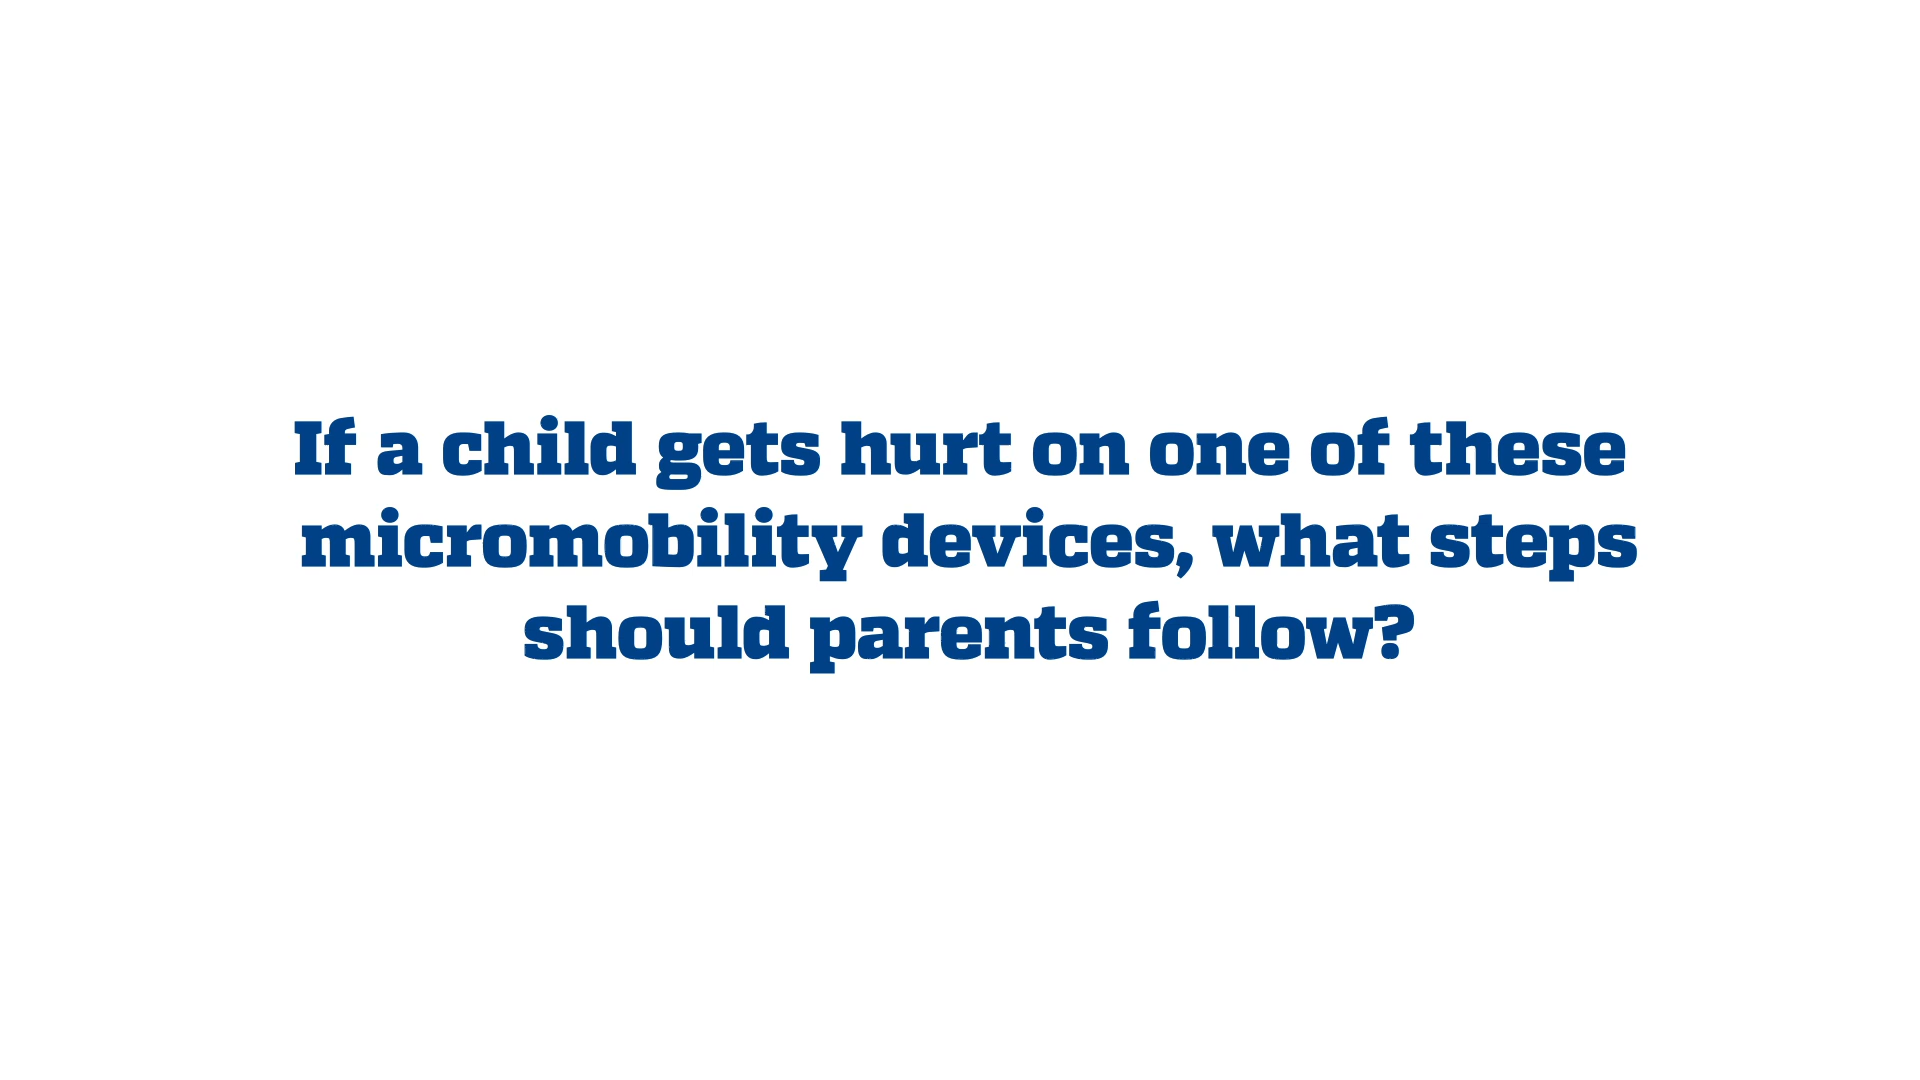 If a child gets hurt on one of these
micromobility devices, what steps
should parents follow?